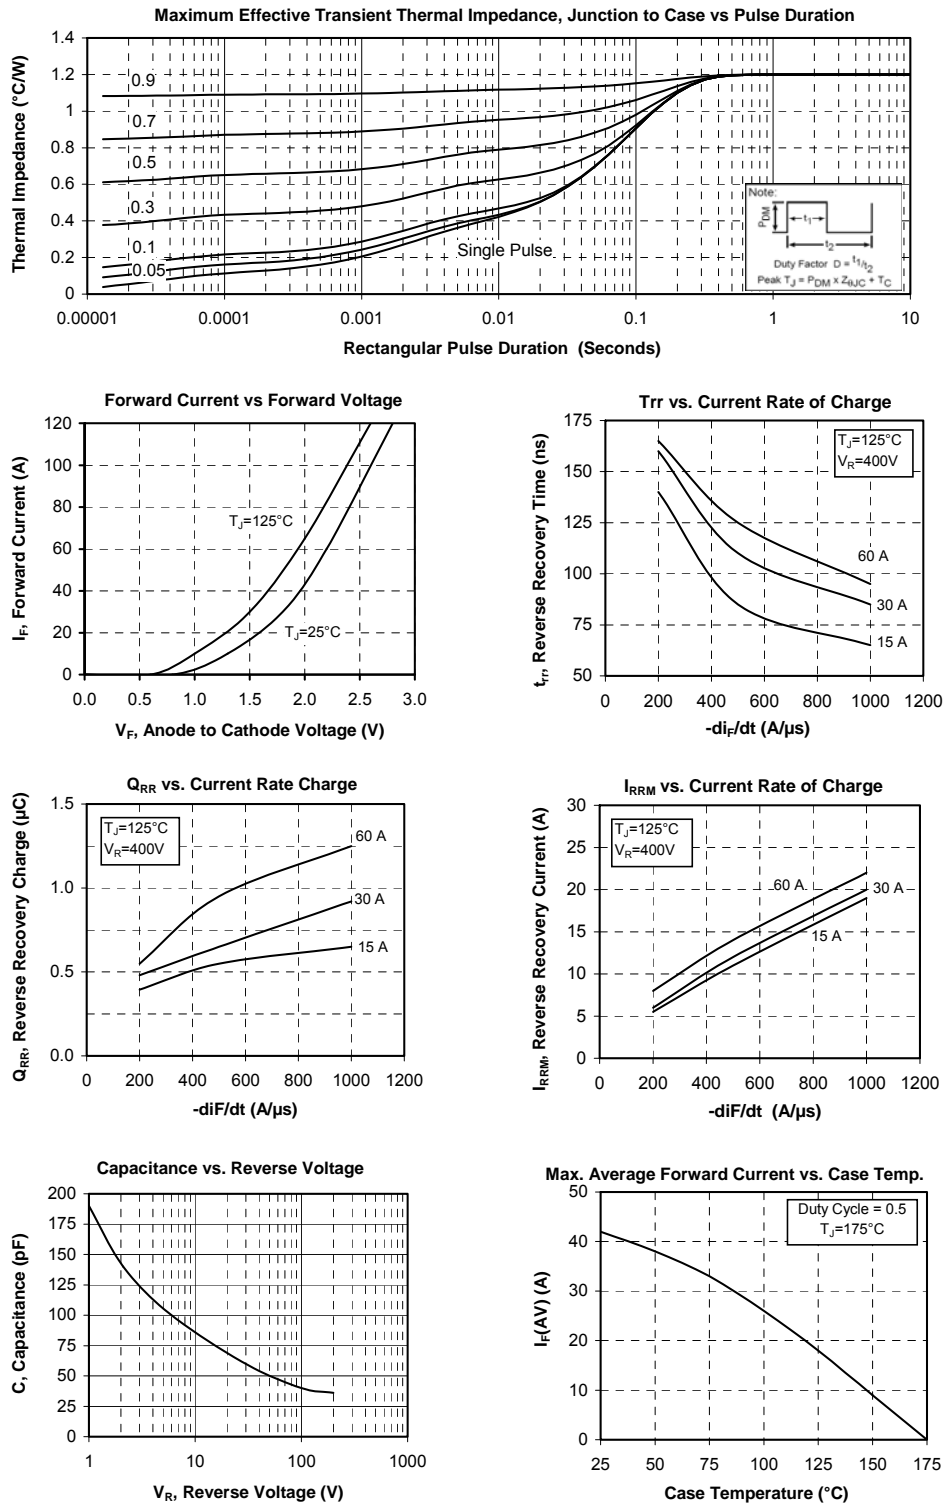 Maximum Effective Transient Thermal Impedance, Junction to Case vs Pulse Duration
Thermal Impedance (°C/W)
1.4
1.2
1
0.8
0.6
0.4
0.2
0
0.9
0.7
0.5
0.3
0.1
0.05
Single Pulse
Note:
PDM
t1
t2
Duty Factor D = t1/t2
Peak TJ = PDM x ZθJC + TC
0.00001 0.0001 0.001 0.01 0.1 1 10
Rectangular Pulse Duration (Seconds)
Forward Current vs Forward Voltage
IF, Forward Current (A)
120
100
80
60
40
20
0
TJ=125°C
TJ=25°C
0.0 0.5 1.0 1.5 2.0 2.5 3.0
VF, Anode to Cathode Voltage (V)
Trr vs. Current Rate of Charge
trr, Reverse Recovery Time (ns)
175
150
125
100
75
50
TJ=125°C
VR=400V
60 A
30 A
15 A
0 200 400 600 800 1000 1200
-diF/dt (A/µs)
QRR vs. Current Rate Charge
QRR, Reverse Recovery Charge (µC)
1.5
1.0
0.5
0.0
TJ=125°C
VR=400V
60 A
30 A
15 A
0 200 400 600 800 1000 1200
-diF/dt (A/µs)
IRRM vs. Current Rate of Charge
IRRM, Reverse Recovery Current (A)
30
25
20
15
10
5
0
TJ=125°C
VR=400V
60 A
30 A
15 A
0 200 400 600 800 1000 1200
-diF/dt (A/µs)
Capacitance vs. Reverse Voltage
C, Capacitance (pF)
200
175
150
125
100
75
50
25
0
1 10 100 1000
VR, Reverse Voltage (V)
Max. Average Forward Current vs. Case Temp.
IF(AV) (A)
50
40
30
20
10
0
Duty Cycle = 0.5
TJ=175°C
25 50 75 100 125 150 175
Case Temperature (°C)